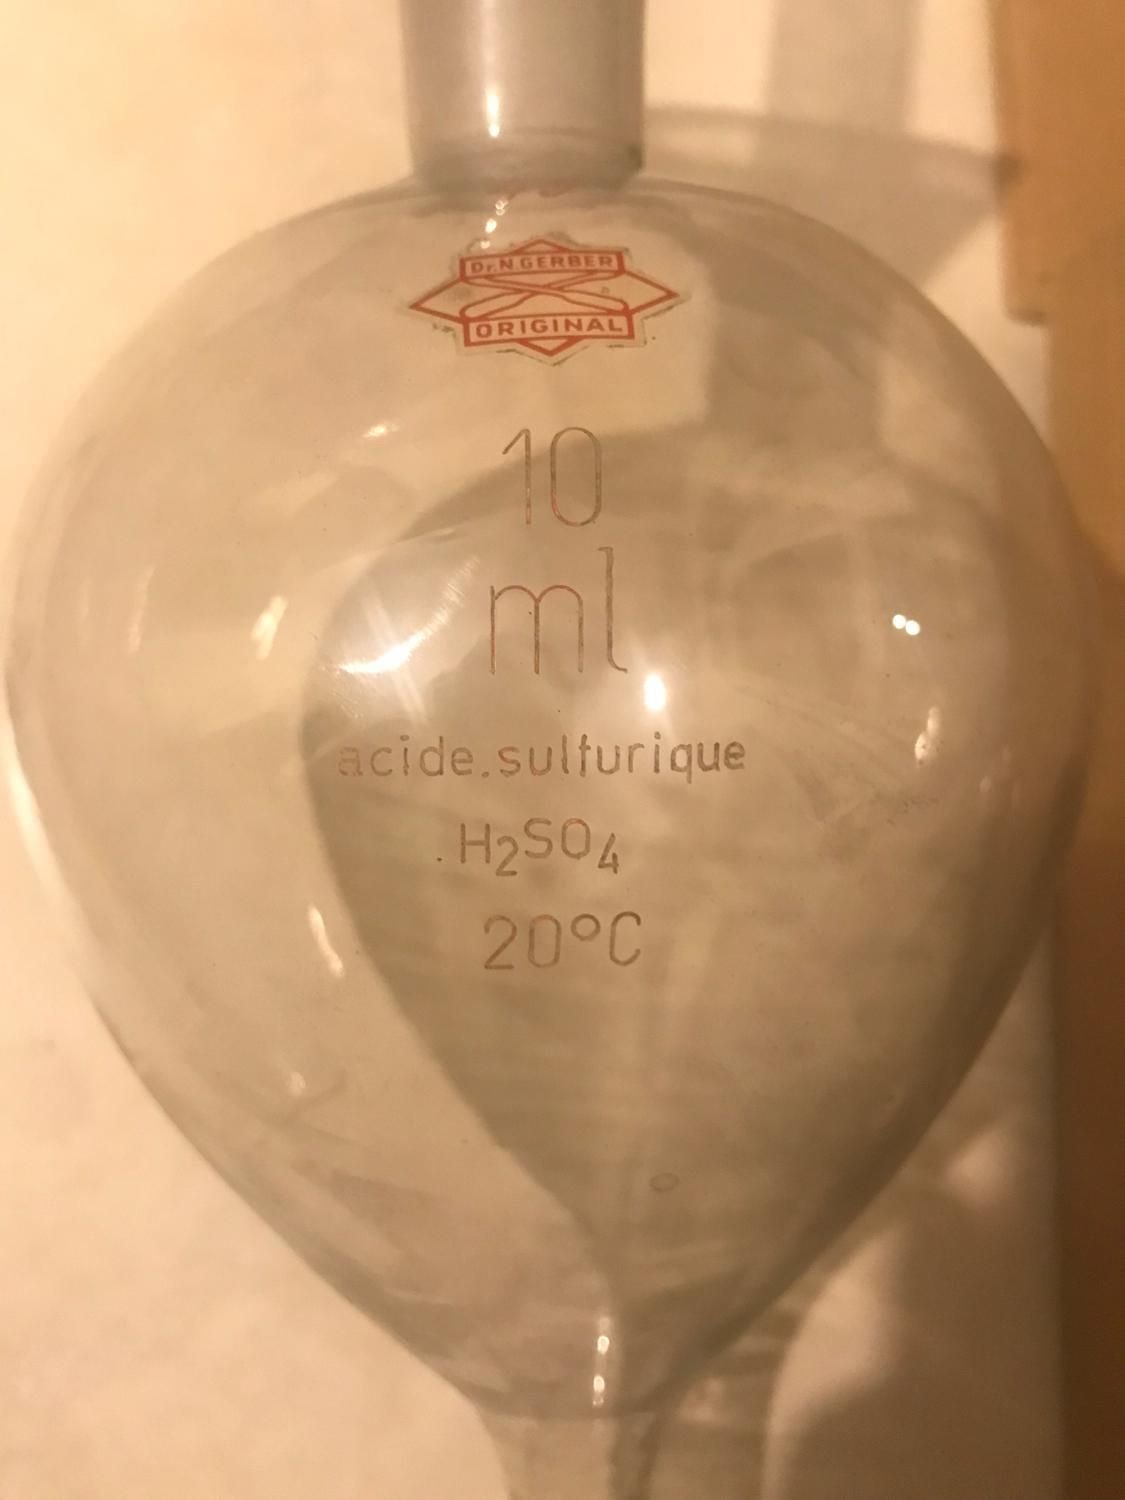 Dr. N. GERBER
ORIGINAL
10
ml
acide.sulfurique
.H₂SO₄
20°C